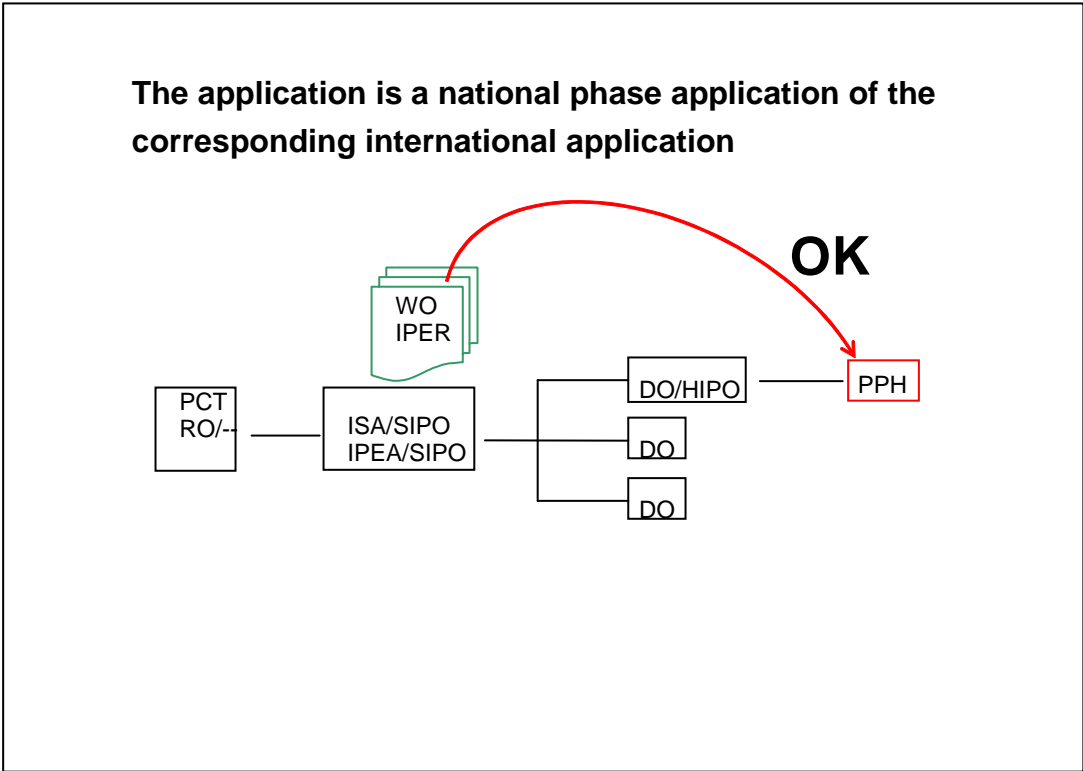 The application is a national phase application of the
corresponding international application
OK
WO
IPER
PCT
RO/--
ISA/SIPO
IPEA/SIPO
DO/HIPO
PPH
DO
DO